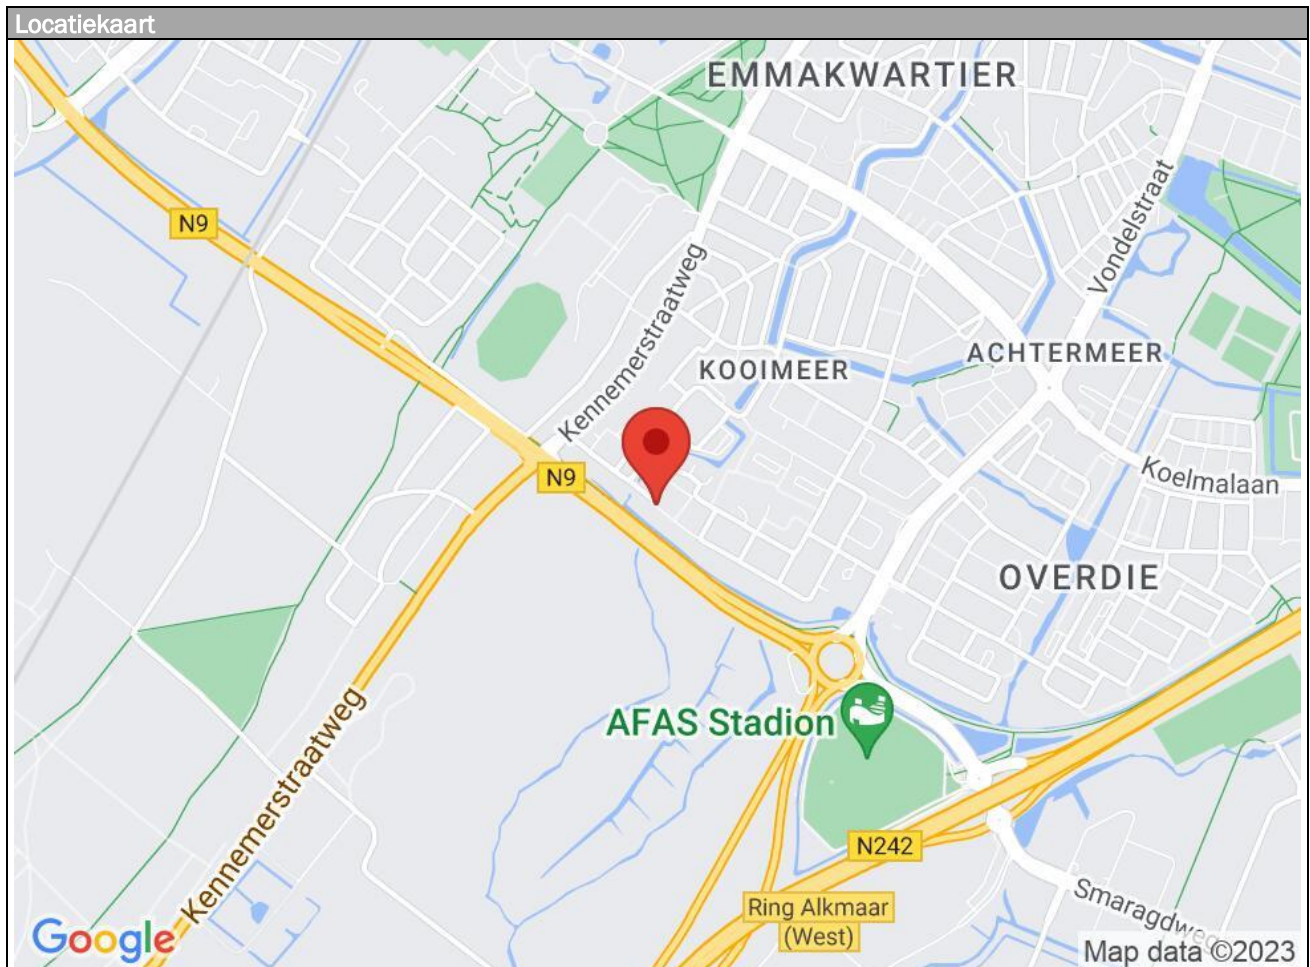 Locatiekaart
EMMAKWARTIER
N9
Vondelstraat
Kennemerstraatweg
KOOIMEER
ACHTERMEER
N9
Koelmalaan
OVERDIE
AFAS Stadion
Kennemerstraatweg
N242
Ring Alkmaar
(West)
Smaragdweg
Google
Map data ©2023